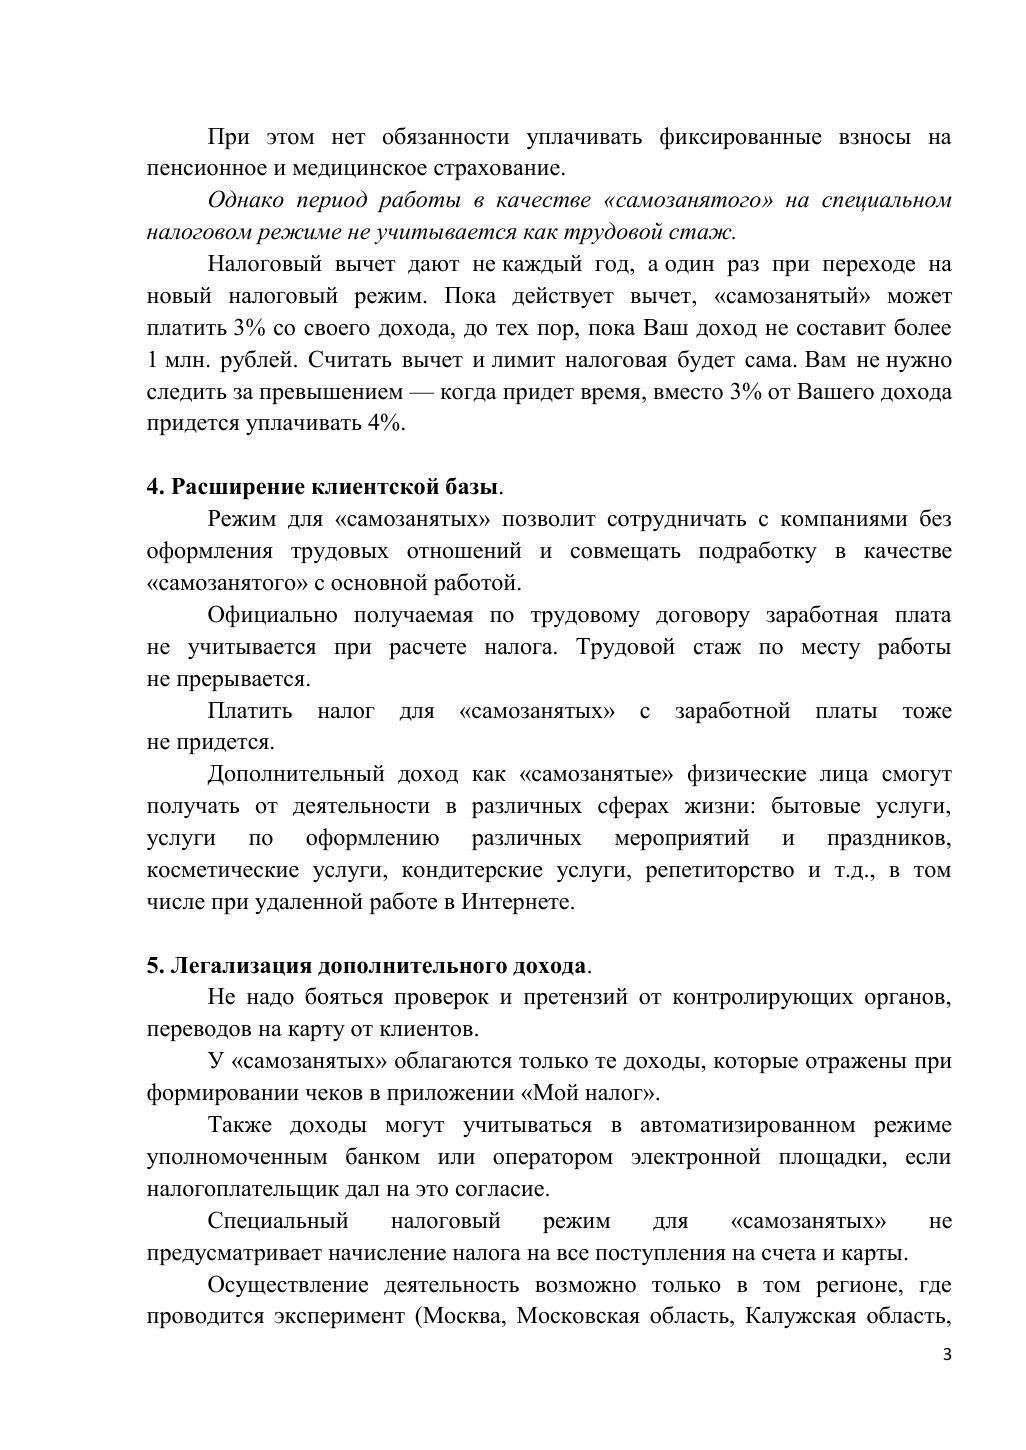 При этом нет обязанности уплачивать фиксированные взносы на
пенсионное и медицинское страхование.
Однако период работы в качестве «самозанятого» на специальном
налоговом режиме не учитывается как трудовой стаж.
Налоговый вычет дают не каждый год, а один раз при переходе на
новый налоговый режим. Пока действует вычет, «самозанятый» может
платить 3% со своего дохода, до тех пор, пока Ваш доход не составит более
1 млн. рублей. Считать вычет и лимит налоговая будет сама. Вам не нужно
следить за превышением — когда придет время, вместо 3% от Вашего дохода
придется уплачивать 4%.
4. Расширение клиентской базы.
Режим для «самозанятых» позволит сотрудничать с компаниями без
оформления трудовых отношений и совмещать подработку в качестве
«самозанятого» с основной работой.
Официально получаемая по трудовому договору заработная плата
не учитывается при расчете налога. Трудовой стаж по месту работы
не прерывается.
Платить налог для «самозанятых» с заработной платы тоже
не придется.
Дополнительный доход как «самозанятые» физические лица смогут
получать от деятельности в различных сферах жизни: бытовые услуги,
услуги по оформлению различных мероприятий и праздников,
косметические услуги, кондитерские услуги, репетиторство и т.д., в том
числе при удаленной работе в Интернете.
5. Легализация дополнительного дохода.
Не надо бояться проверок и претензий от контролирующих органов,
переводов на карту от клиентов.
У «самозанятых» облагаются только те доходы, которые отражены при
формировании чеков в приложении «Мой налог».
Также доходы могут учитываться в автоматизированном режиме
уполномоченным банком или оператором электронной площадки, если
налогоплательщик дал на это согласие.
Специальный налоговый режим для «самозанятых» не
предусматривает начисление налога на все поступления на счета и карты.
Осуществление деятельность возможно только в том регионе, где
проводится эксперимент (Москва, Московская область, Калужская область,
3